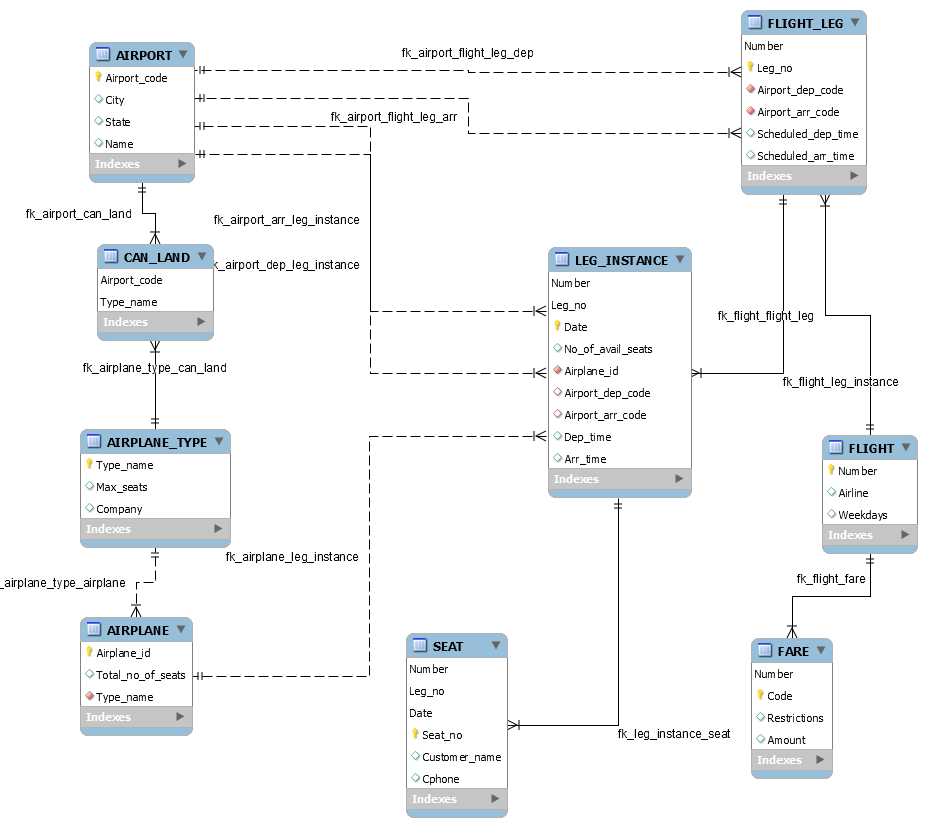 AIRPORT
Airport_code
City
State
Name
Indexes
fk_airport_flight_leg_dep
fk_airport_flight_leg_arr
FLIGHT_LEG
Number
Leg_no
Airport_dep_code
Airport_arr_code
Scheduled_dep_time
Scheduled_arr_time
Indexes
fk_airport_can_land
fk_airport_arr_leg_instance
k_airport_dep_leg_instance
CAN_LAND
Airport_code
Type_name
Indexes
LEG_INSTANCE
Number
Leg_no
Date
No_of_avail_seats
Airplane_id
Airport_dep_code
Airport_arr_code
Dep_time
Arr_time
Indexes
fk_flight_flight_leg
fk_flight_leg_instance
fk_airplane_type_can_land
AIRPLANE_TYPE
Type_name
Max_seats
Company
Indexes
FLIGHT
Number
Airline
Weekdays
Indexes
fk_airplane_leg_instance
_airplane_type_airplane
fk_flight_fare
AIRPLANE
Airplane_id
Total_no_of_seats
Type_name
Indexes
SEAT
Number
Leg_no
Date
Seat_no
Customer_name
Cphone
Indexes
fk_leg_instance_seat
FARE
Number
Code
Restrictions
Amount
Indexes